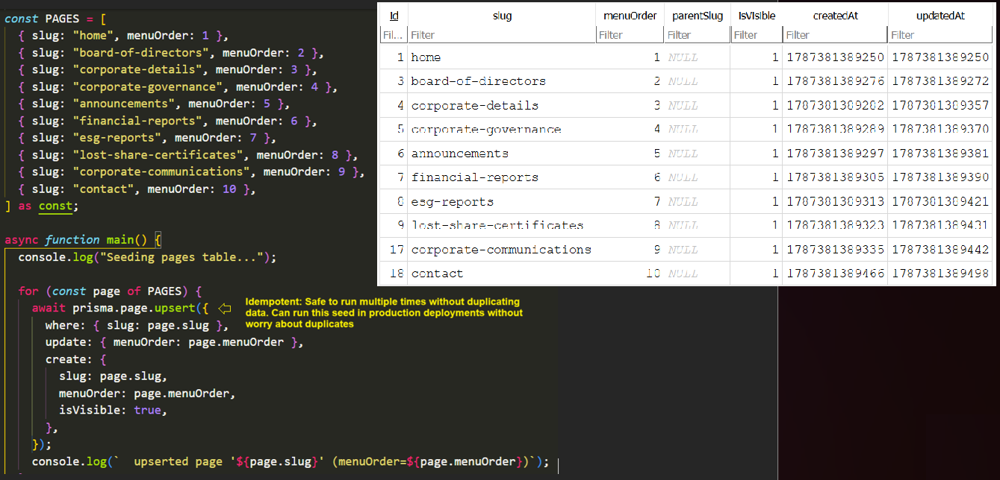 const PAGES = [
{ slug: "home", menuOrder: 1 },
{ slug: "board-of-directors", menuOrder: 2 },
{ slug: "corporate-details", menuOrder: 3 },
{ slug: "corporate-governance", menuOrder: 4 },
{ slug: "announcements", menuOrder: 5 },
{ slug: "financial-reports", menuOrder: 6 },
{ slug: "esg-reports", menuOrder: 7 },
{ slug: "lost-share-certificates", menuOrder: 8 },
{ slug: "corporate-communications", menuOrder: 9 },
{ slug: "contact", menuOrder: 10 },
] as const;
async function main() {
console.log("Seeding pages table...");
for (const page of PAGES) {
await prisma.page.upsert({
where: { slug: page.slug },
update: { menuOrder: page.menuOrder },
create: {
slug: page.slug,
menuOrder: page.menuOrder,
isVisible: true,
},
});
console.log(`  upserted page '${page.slug}' (menuOrder=${page.menuOrder})`);
Idempotent: Safe to run multiple times without duplicating
data. Can run this seed in production deployments without
worry about duplicates
Id slug menuOrder parentSlug isVisible createdAt updatedAt
Fil... Filter Filter Filter Filter Filter Filter
1 home 1 NULL 1 1787381389250 1787381389250
3 board-of-directors 2 NULL 1 1787381389276 1787381389272
4 corporate-details 3 NULL 1 1787381389282 1787381389357
5 corporate-governance 4 NULL 1 1787381389289 1787381389370
6 announcements 5 NULL 1 1787381389297 1787381389381
7 financial-reports 6 NULL 1 1787381389305 1787381389390
8 esg-reports 7 NULL 1 1787381389313 1787381389421
9 lost-share-certificates 8 NULL 1 1787381389323 1787381389431
17 corporate-communications 9 NULL 1 1787381389335 1787381389442
18 contact 10 NULL 1 1787381389466 1787381389498